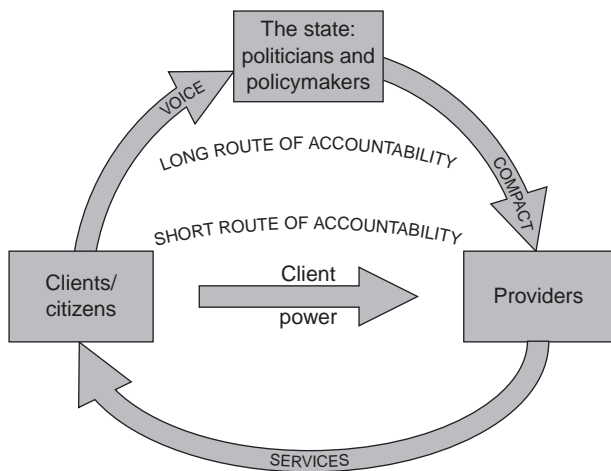 The state:
politicians and
policymakers
VOICE
COMPACT
LONG ROUTE OF ACCOUNTABILITY
SHORT ROUTE OF ACCOUNTABILITY
Clients/
citizens
Client
power
Providers
SERVICES